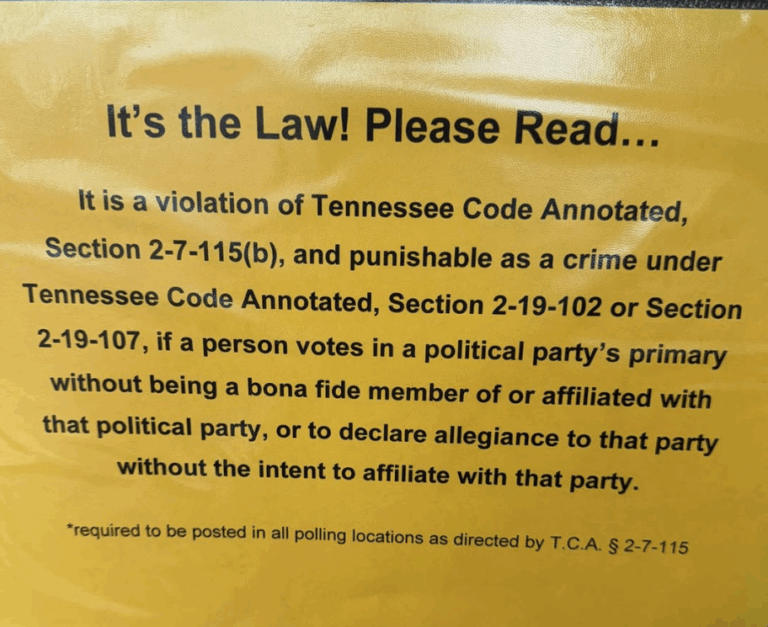 It's the Law! Please Read...
It is a violation of Tennessee Code Annotated,
Section 2-7-115(b), and punishable as a crime under
Tennessee Code Annotated, Section 2-19-102 or Section
2-19-107, if a person votes in a political party's primary
without being a bona fide member of or affiliated with
that political party, or to declare allegiance to that party
without the intent to affiliate with that party.
*required to be posted in all polling locations as directed by T.C.A. § 2-7-115